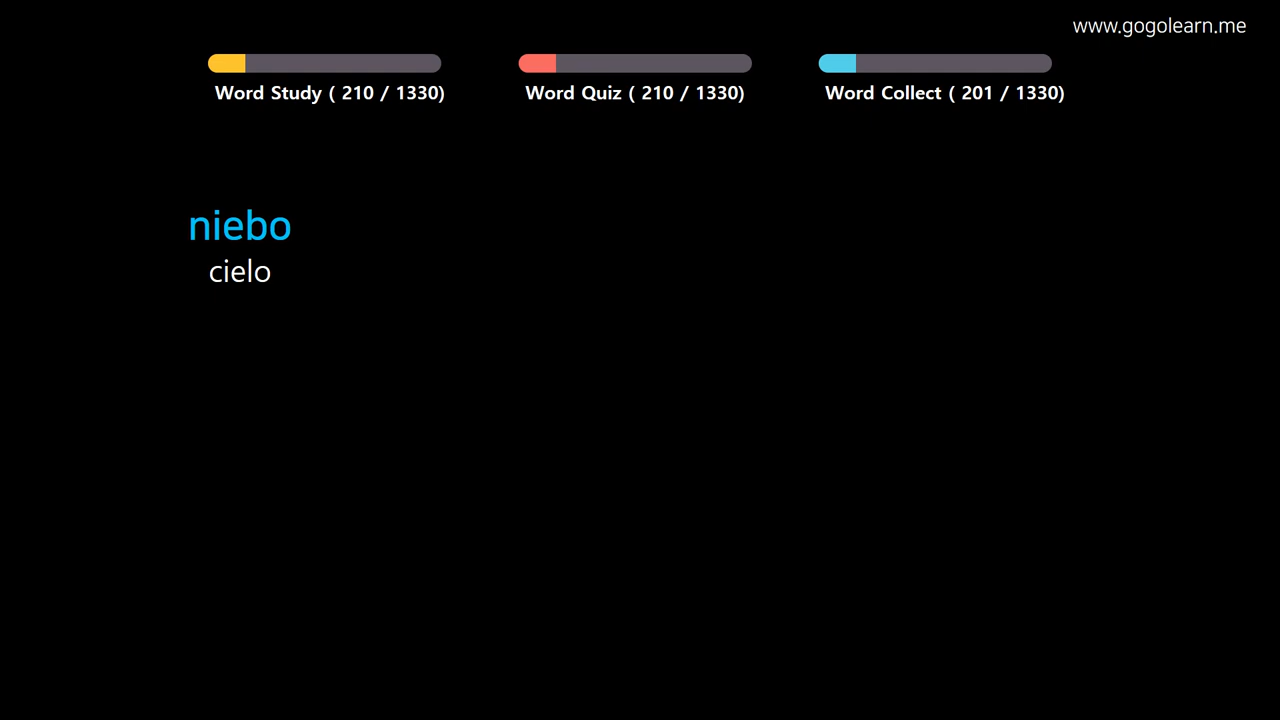 www.gogolearn.me
Word Study ( 210 / 1330)
Word Quiz ( 210 / 1330)
Word Collect ( 201 / 1330)
niebo
cielo